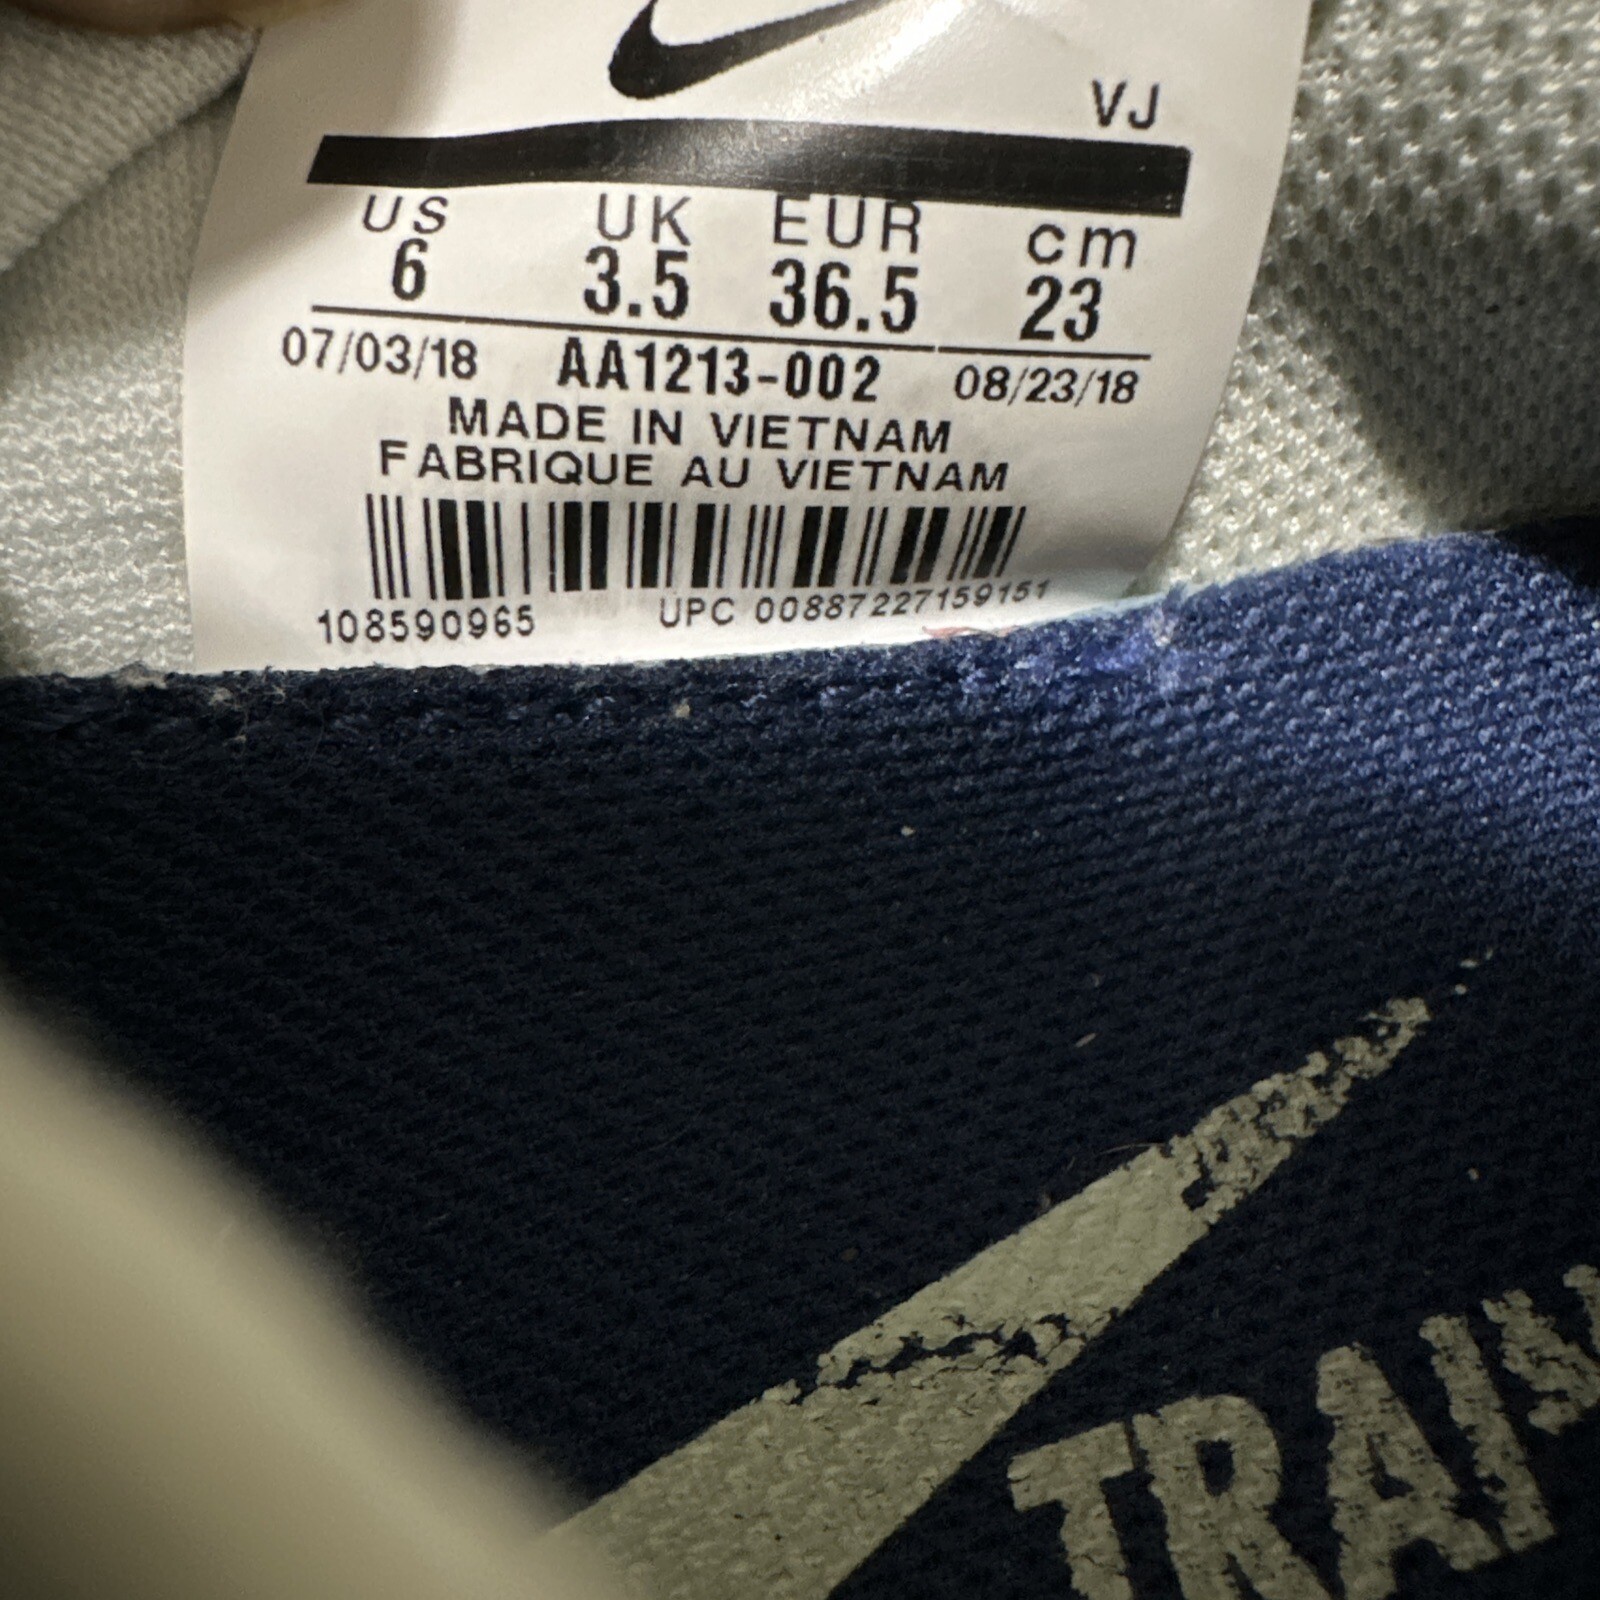 VJ
US UK EUR cm
6 3.5 36.5 23
07/03/18 AA1213-002 08/23/18
MADE IN VIETNAM
FABRIQUE AU VIETNAM
108590965 UPC 00887227159151